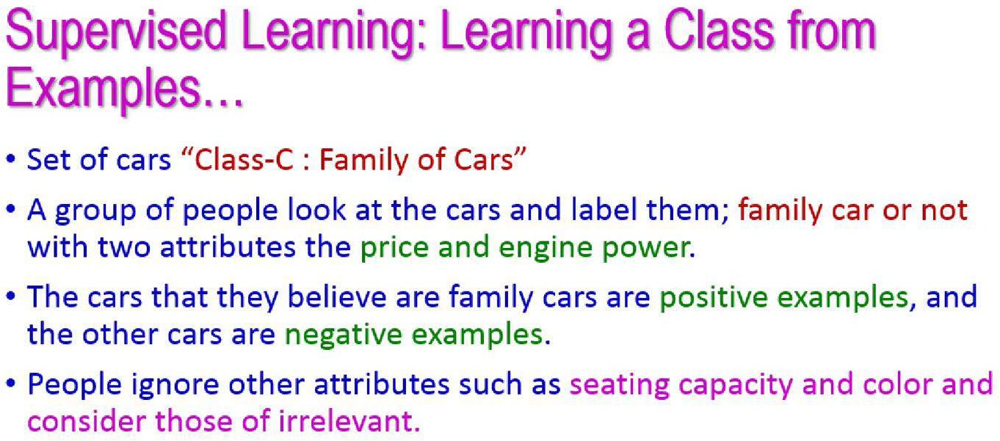 Supervised Learning: Learning a Class from
Examples…
• Set of cars “Class-C : Family of Cars”
• A group of people look at the cars and label them; family car or not
with two attributes the price and engine power.
• The cars that they believe are family cars are positive examples, and
the other cars are negative examples.
• People ignore other attributes such as seating capacity and color and
consider those of irrelevant.